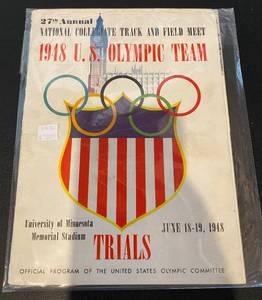 27th Annual
NATIONAL COLLEGIATE TRACK AND FIELD MEET
1948 U. S. OLYMPIC TEAM
University of Minnesota
Memorial Stadium
JUNE 18-19, 1948
TRIALS
OFFICIAL PROGRAM OF THE UNITED STATES OLYMPIC COMMITTEE